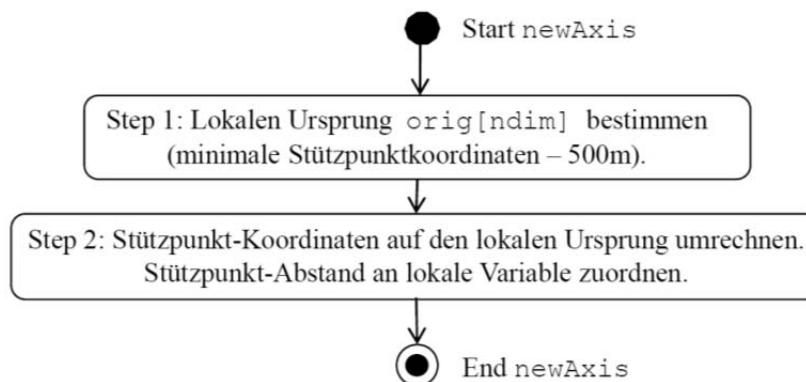 Start newAxis
Step 1: Lokalen Ursprung orig[ndim] bestimmen
(minimale Stützpunktkoordinaten – 500m).
Step 2: Stützpunkt-Koordinaten auf den lokalen Ursprung umrechnen.
Stützpunkt-Abstand an lokale Variable zuordnen.
End newAxis